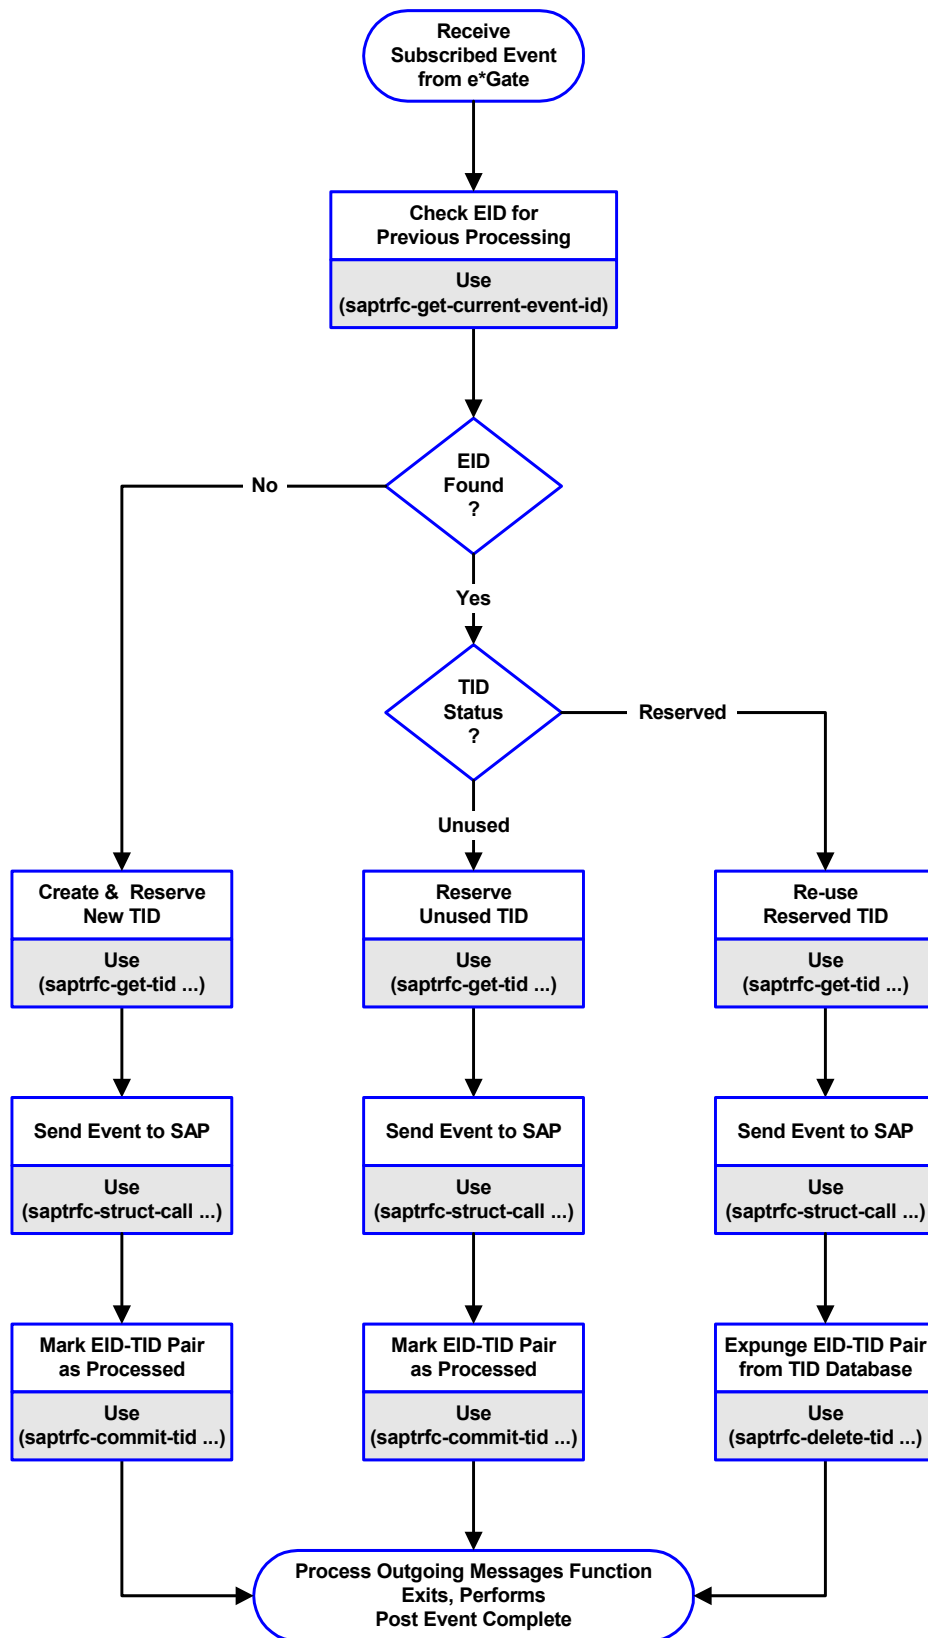 Receive
Subscribed Event
from e*Gate
Check EID for
Previous Processing
Use
(saptrfc-get-current-event-id)
EID
Found
?
No
Yes
TID
Status
?
Reserved
Unused
Create &  Reserve
New TID
Use
(saptrfc-get-tid ...)
Reserve
Unused TID
Use
(saptrfc-get-tid ...)
Re-use
Reserved TID
Use
(saptrfc-get-tid ...)
Send Event to SAP
Use
(saptrfc-struct-call ...)
Send Event to SAP
Use
(saptrfc-struct-call ...)
Send Event to SAP
Use
(saptrfc-struct-call ...)
Mark EID-TID Pair
as Processed
Use
(saptrfc-commit-tid ...)
Mark EID-TID Pair
as Processed
Use
(saptrfc-commit-tid ...)
Expunge EID-TID Pair
from TID Database
Use
(saptrfc-delete-tid ...)
Process Outgoing Messages Function
Exits, Performs
Post Event Complete